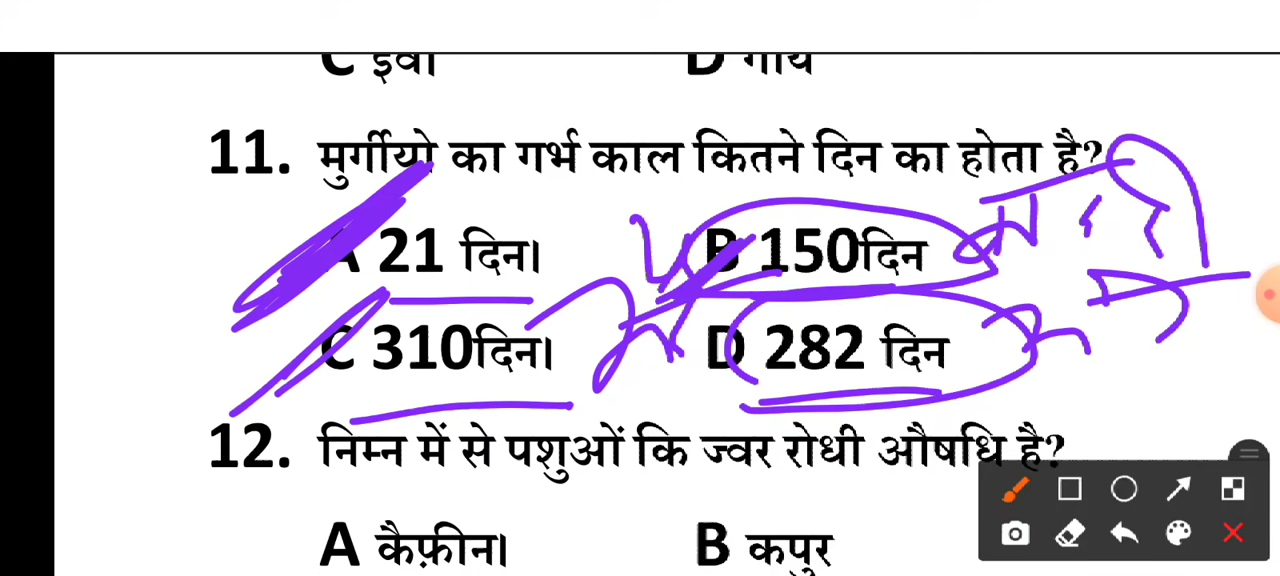 C इवा D गाय
11. मुर्गीयो का गर्भ काल कितने दिन का होता है?
A 21 दिन। B 150दिन
C 310दिन। D 282 दिन
12. निम्न में से पशुओं कि ज्वर रोधी औषधि है?
A कैफ़ीन। B कपुर